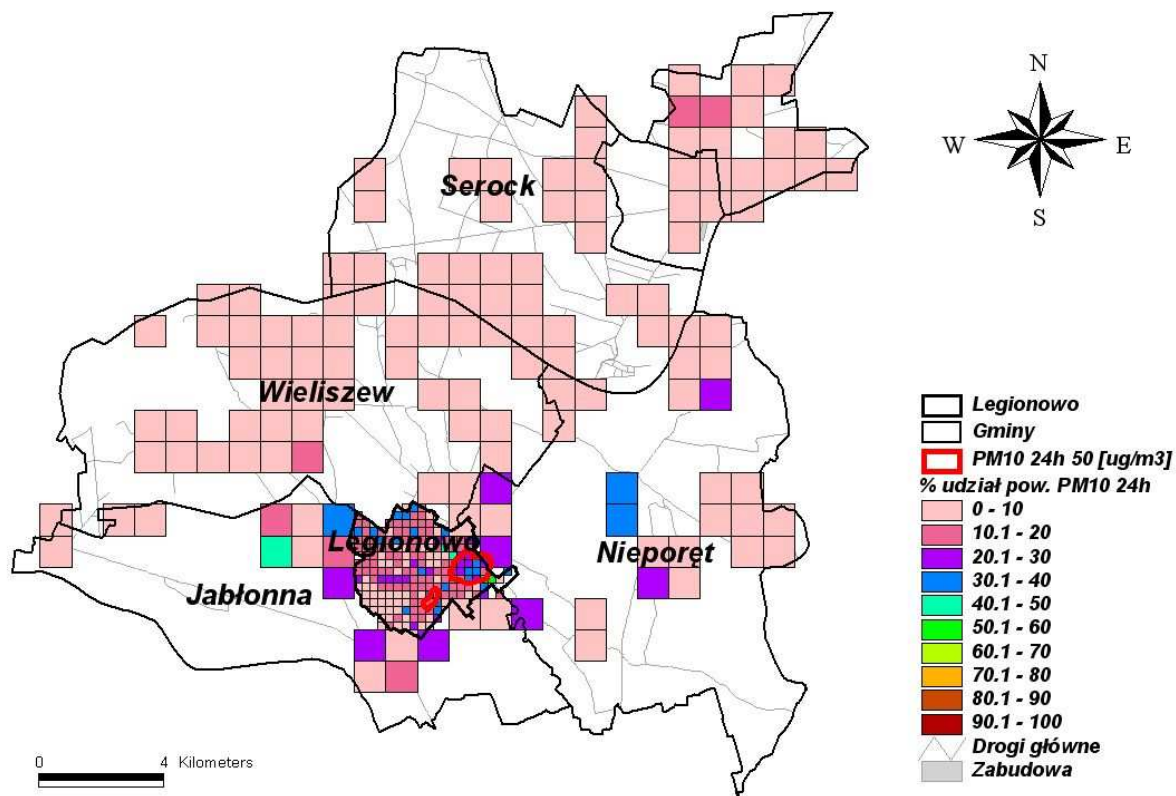 N
W E
S
Serock
Wieliszew
Legionowo
Nieporęt
Jabłonna
Legionowo
Gminy
PM10 24h 50 [ug/m3]
% udział pow. PM10 24h
0 - 10
10.1 - 20
20.1 - 30
30.1 - 40
40.1 - 50
50.1 - 60
60.1 - 70
70.1 - 80
80.1 - 90
90.1 - 100
Drogi główne
Zabudowa
0 4 Kilometers